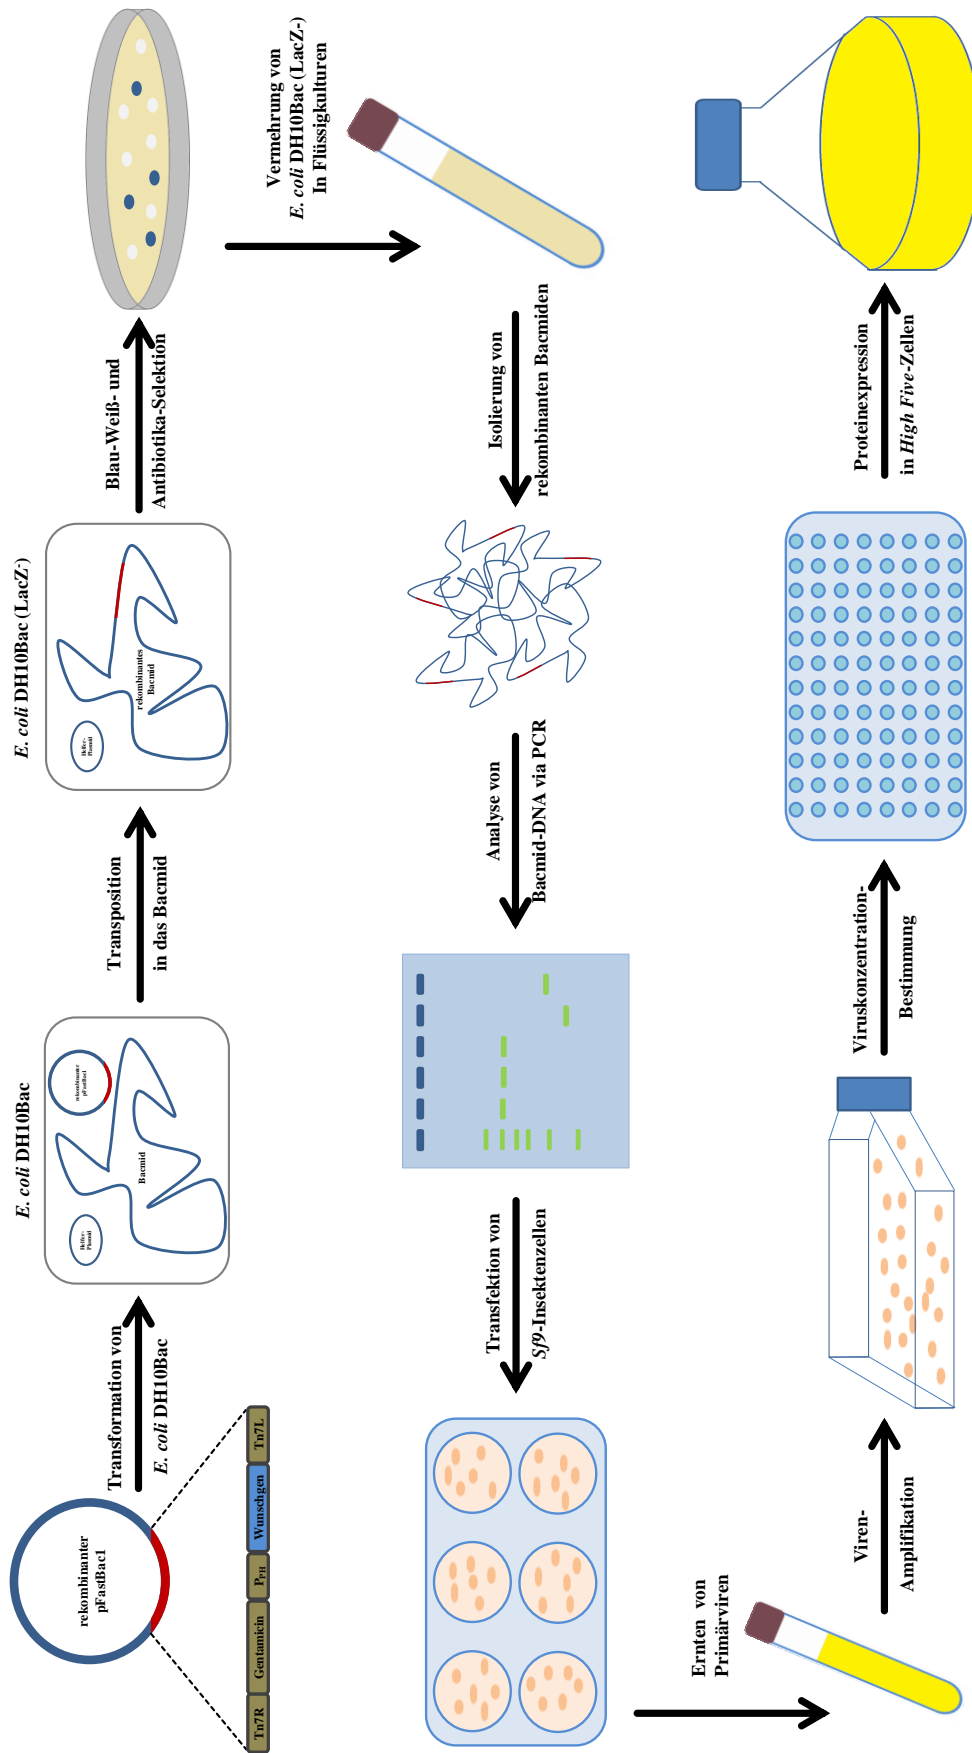 rekombinanter
pFastBac1
Tn7R
Gentamicin
PPH
Wunschgen
Tn7L
Transformation von
E. coli DH10Bac
E. coli DH10Bac
Helfer-
Plasmid
Bacmid
rekombinanter
pFastBac1
Transposition
in das Bacmid
E. coli DH10Bac (LacZ-)
Helfer-
Plasmid
rekombinantes
Bacmid
Blau-Weiß- und
Antibiotika-Selektion
Vermehrung von
E. coli DH10Bac (LacZ-)
In Flüssigkulturen
Isolierung von
rekombinanten Bacmiden
Analyse von
Bacmid-DNA via PCR
Transfektion von
Sf9-Insektenzellen
Ernten von
Primärviren
Viren-
Amplifikation
Viruskonzentration-
Bestimmung
Proteinexpression
in High Five-Zellen